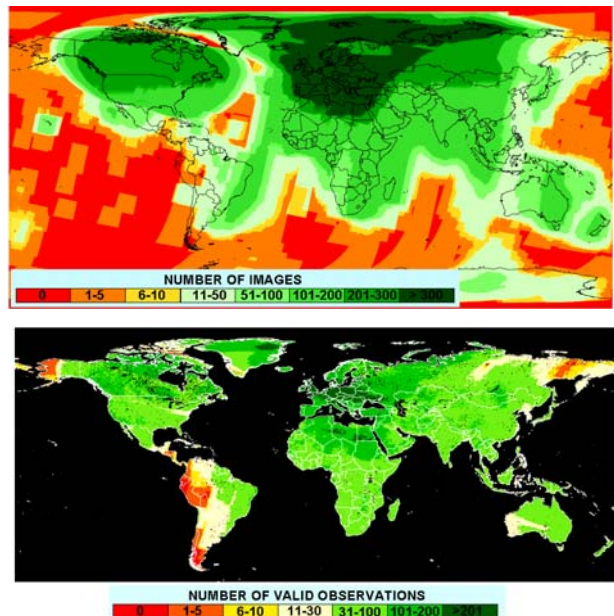 NUMBER OF IMAGES
0 1-5 6-10 11-50 51-100 101-200 201-300 > 300
NUMBER OF VALID OBSERVATIONS
0 1-5 6-10 11-30 31-100 101-200 >201